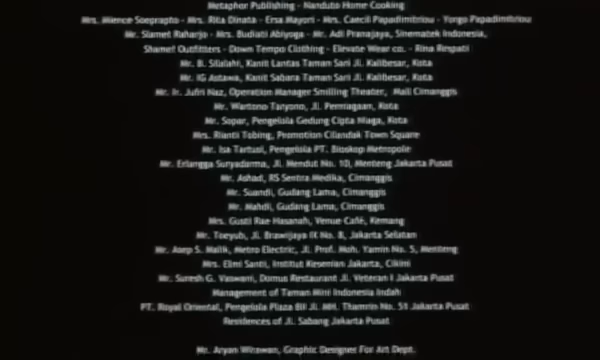 Metaphor Publishing - Nanduto Home Cooking
Mrs. Mience Soeprapto - Mrs. Rita Dinata - Ersa Mayori - Mrs. Cancil Papadimitriou - Yorgo Papadimitriou
Mr. Slamet Raharjo - Mrs. Budiati Abiyoga - Mr. Adi Pranajaya, Sinematek Indonesia,
Shamef Outfitters - Down Tempo Clothing - Elevate Wear co. - Rina Rispati
Mr. B. Silalahi, Kanit Lantas Taman Sari Jl. Kalibesar, Kota
Mr. IG Astawa, Kanit Sabara Taman Sari Jl. Kalibesar, Kota
Mr. Ir. Jufri Naz, Operation Manager Smilling Theater, Mall Cimanggis
Mr. Wartono Taryono, Jl. Perniagaan, Kota
Mr. Sopar, Pengelola Gedung Cipta Niaga, Kota
Mrs. Rianti Tobing, Promotion Cilandak Town Square
Mr. Isa Tartusi, Pengelola PT. Bioskop Metropole
Mr. Erlangga Suryadarma, Jl. Mendut No. 10, Menteng Jakarta Pusat
Mr. Ashadi, RS Sentra Medika, Cimanggis
Mr. Suandi, Gudang Lama, Cimanggis
Mr. Mahdi, Gudang Lama, Cimanggis
Mrs. Gusti Rae Hasanah, Venue Café, Kemang
Mr. Toeyub, Jl. Brawijaya IX No. 8, Jakarta Selatan
Mr. Asep S. Malik, Metro Electric, Jl. Prof. Moh. Yamin No. 5, Menteng
Mrs. Elmi Santi, Institut Kesenian Jakarta, Cikini
Mr. Suresh G. Vaswani, Domus Restaurant Jl. Veteran I Jakarta Pusat
Management of Taman Mini Indonesia Indah
PT. Royal Oriental, Pengelola Plaza BII Jl. MH. Thamrin No. 51 Jakarta Pusat
Residences of Jl. Sabang Jakarta Pusat
Mr. Aryan Wirawan, Graphic Designer For Art Dept.